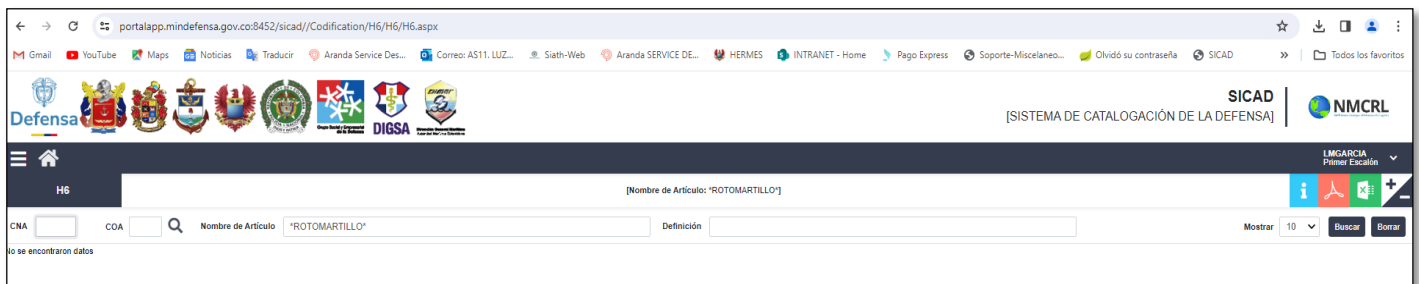 portalapp.mindefensa.gov.co:8452/sicad//Codification/H6/H6/H6.aspx
Gmail YouTube Maps Noticias Traducir Aranda Service Des... Correo: AS11. LUZ... Siath-Web Aranda SERVICE DE... HERMES INTRANET - Home Pago Express Soporte-Miscelaneo... Olvidó su contraseña SICAD » Todos los favoritos
Defensa DIGSA SICAD NMCRL
[SISTEMA DE CATALOGACIÓN DE LA DEFENSA]
LMGARCIA
Primer Escalón
H6 [Nombre de Artículo: *ROTOMARTILLO*]
CNA COA Nombre de Artículo *ROTOMARTILLO* Definición Mostrar 10 Buscar Borrar
No se encontraron datos